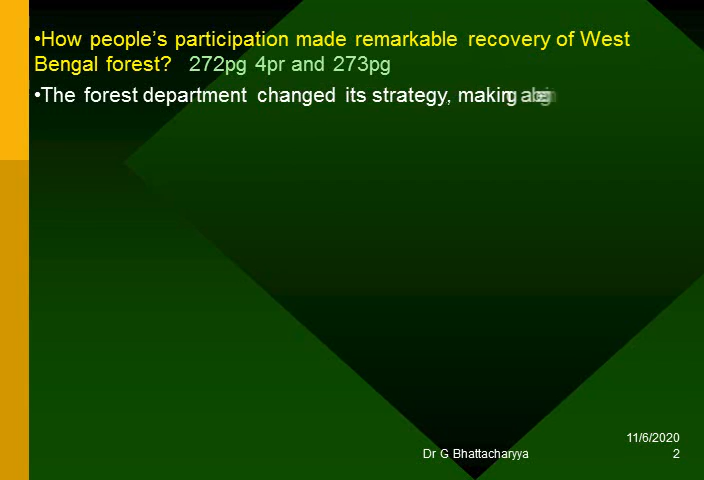 •How people’s participation made remarkable recovery of West
Bengal forest? 272pg 4pr and 273pg
•The forest department changed its strategy, making
11/6/2020
Dr G Bhattacharyya 2